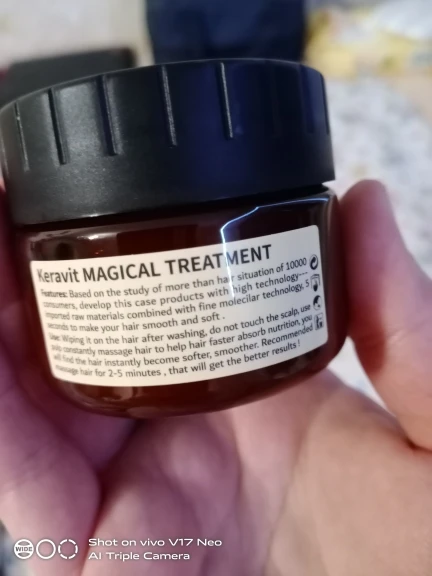 Keravit MAGICAL TREATMENT
Features: Based on the study of more than hair situation of 10000
consumers, develop this case products with high technology---
imported raw materials combined with fine molecilar technology, 5
seconds to make your hair smooth and soft .
Use: Wiping it on the hair after washing, do not touch the scalp, use
pulp constantly massage hair to help hair faster absorb nutrition, you
will find the hair instantly become softer, smoother. Recommended
massage hair for 2-5 minutes , that will get the better results !
WIDE
Shot on vivo V17 Neo
AI Triple Camera